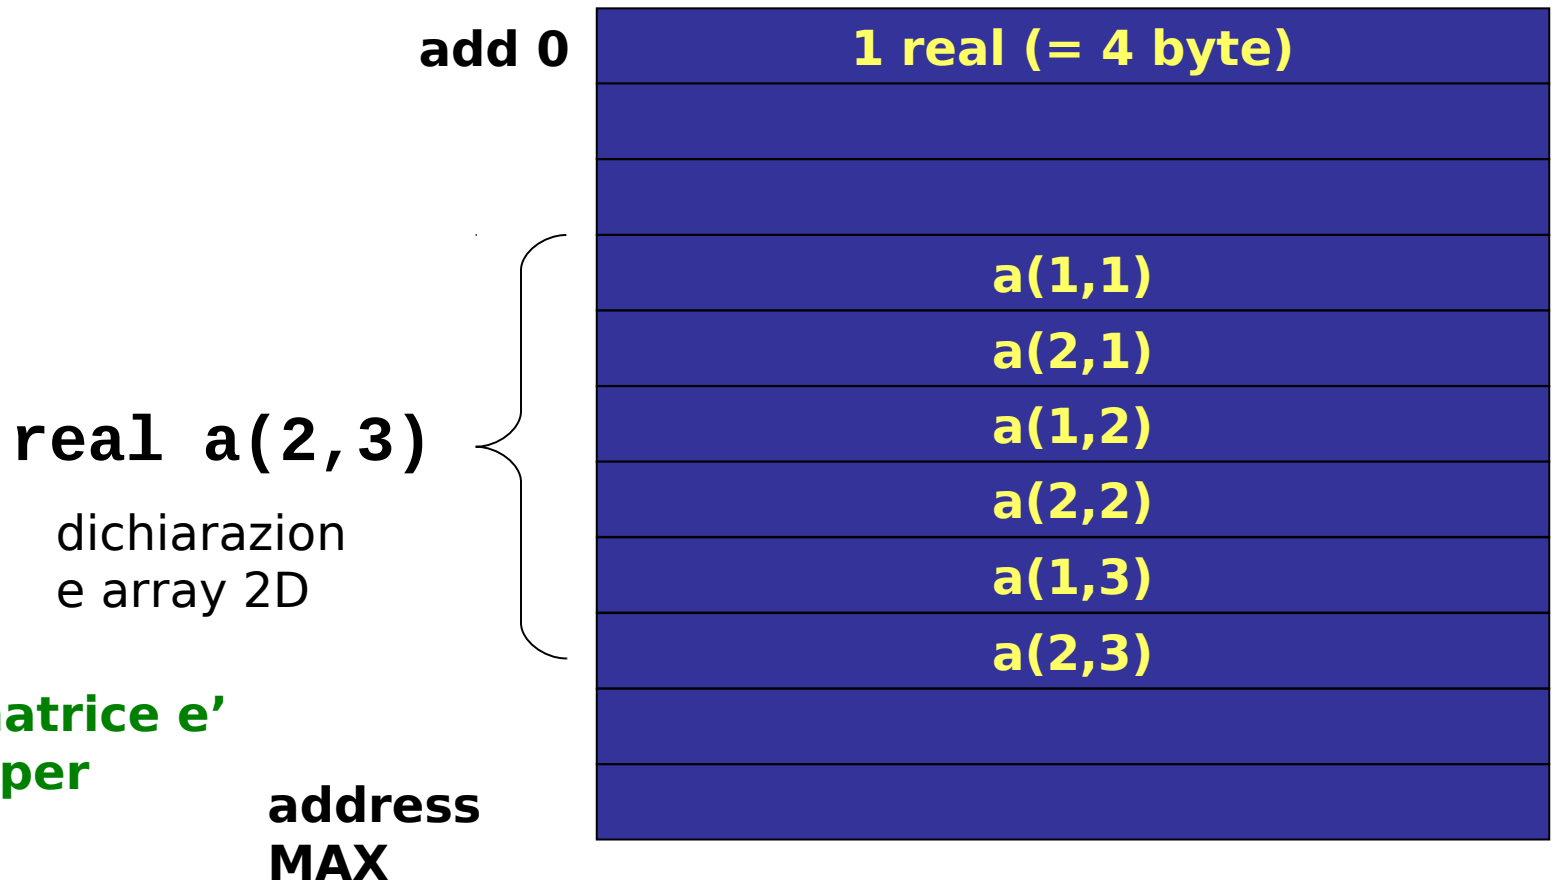 add 0
1 real (= 4 byte)
a(1,1)
a(2,1)
a(1,2)
a(2,2)
a(1,3)
a(2,3)
real a(2,3)
dichiarazion
e array 2D
atrice e’
per
address
MAX